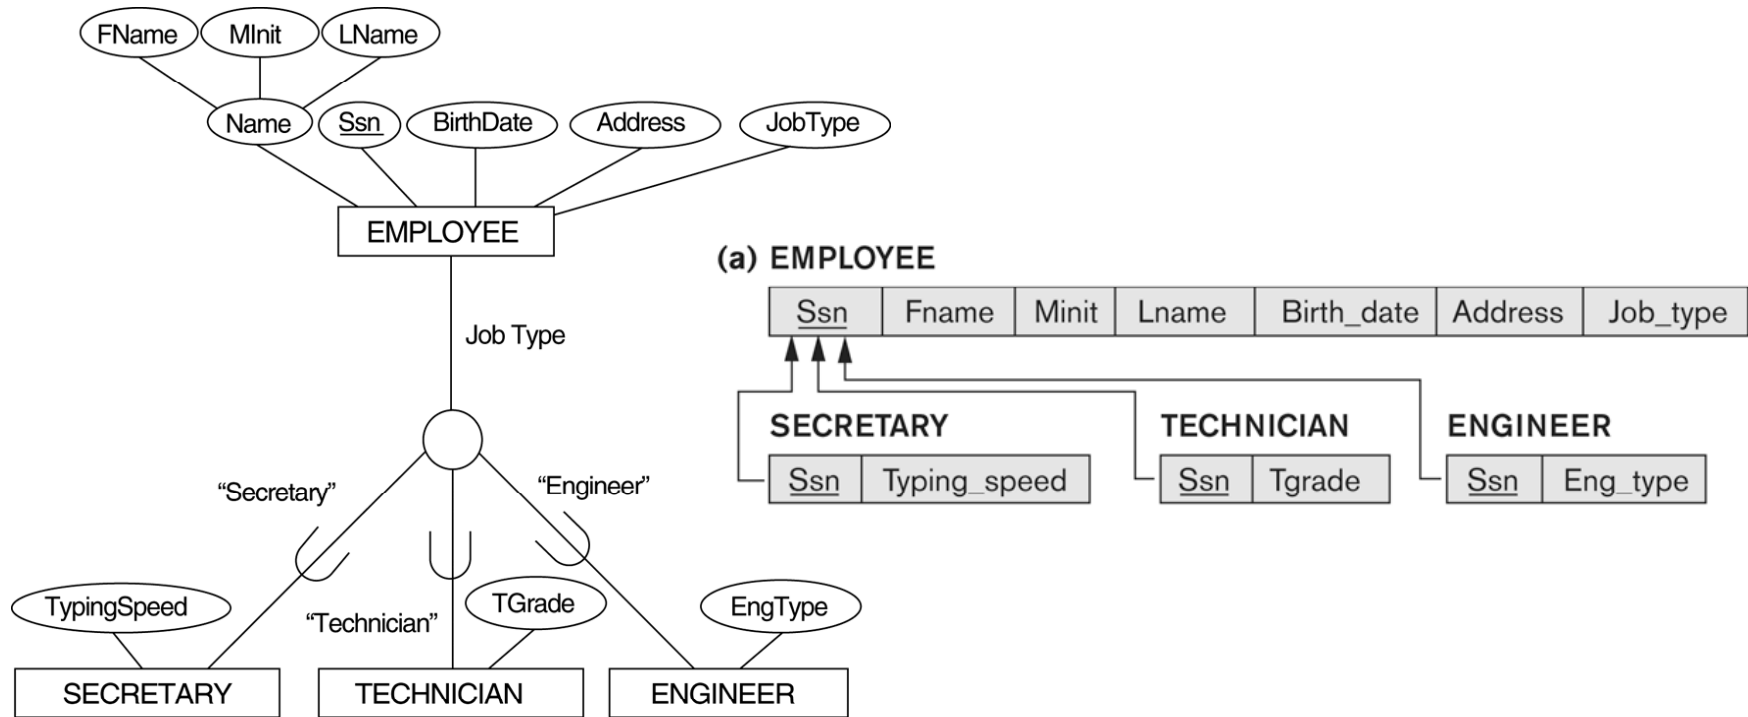 FName MInit LName
Name Ssn BirthDate Address JobType
EMPLOYEE
Job Type
“Secretary” “Engineer”
“Technician”
TypingSpeed TGrade EngType
SECRETARY TECHNICIAN ENGINEER
(a) EMPLOYEE
Ssn Fname Minit Lname Birth_date Address Job_type
SECRETARY TECHNICIAN ENGINEER
Ssn Typing_speed Ssn Tgrade Ssn Eng_type